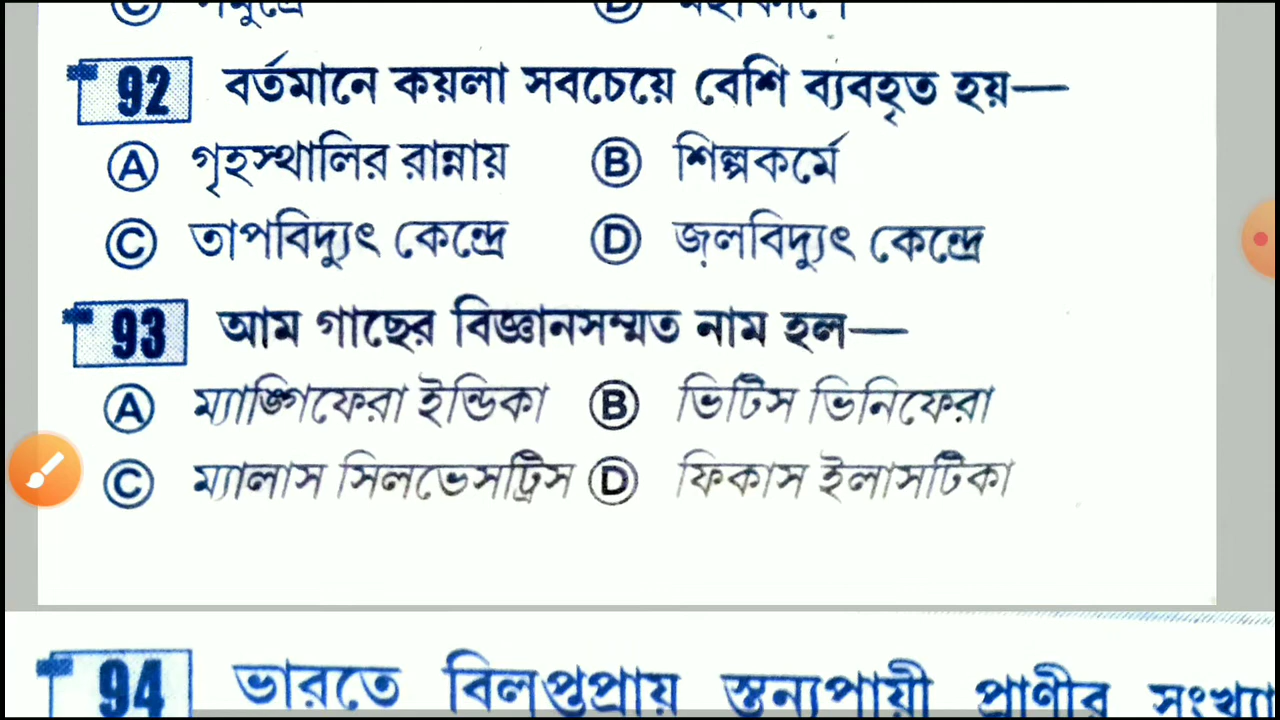 C D
92 বর্তমানে কয়লা সবচেয়ে বেশি ব্যবহৃত হয়—
A গৃহস্থালির রান্নায় B শিল্পকর্মে
C তাপবিদ্যুৎ কেন্দ্রে D জলবিদ্যুৎ কেন্দ্রে
93 আম গাছের বিজ্ঞানসম্মত নাম হল—
A ম্যাঙ্গিফেরা ইন্ডিকা B ভিটিস ভিনিফেরা
C ম্যালাস সিলভেসট্রিস D ফিকাস ইলাসটিকা
94 ভারতে বিলুপ্তপ্রায় স্তন্যপায়ী প্রাণীর সংখ্যা